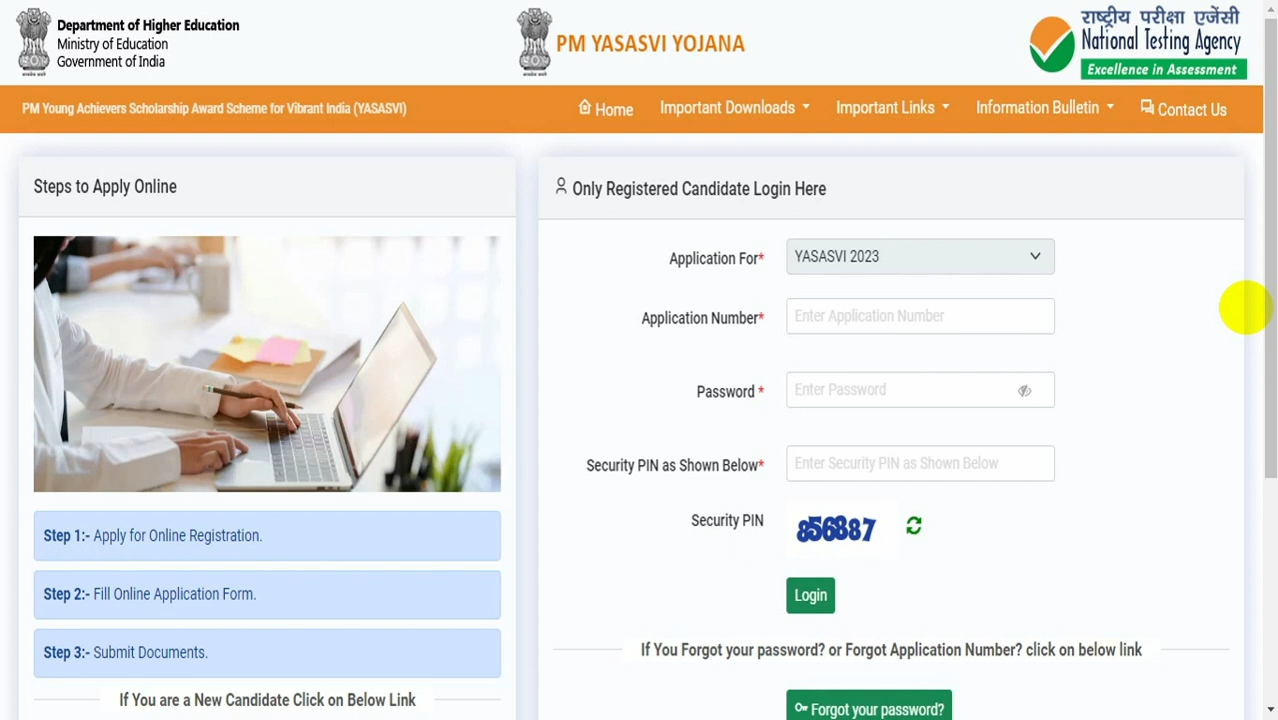 Department of Higher Education
Ministry of Education
Government of India
PM YASASVI YOJANA
राष्ट्रीय परीक्षा एजेंसी
National Testing Agency
Excellence in Assessment
PM Young Achievers Scholarship Award Scheme for Vibrant India (YASASVI)
Home
Important Downloads
Important Links
Information Bulletin
Contact Us
Steps to Apply Online
Step 1:- Apply for Online Registration.
Step 2:- Fill Online Application Form.
Step 3:- Submit Documents.
If You are a New Candidate Click on Below Link
Only Registered Candidate Login Here
Application For* YASASVI 2023
Application Number* Enter Application Number
Password * Enter Password
Security PIN as Shown Below* Enter Security PIN as Shown Below
Security PIN 856887
Login
If You Forgot your password? or Forgot Application Number? click on below link
Forgot your password?